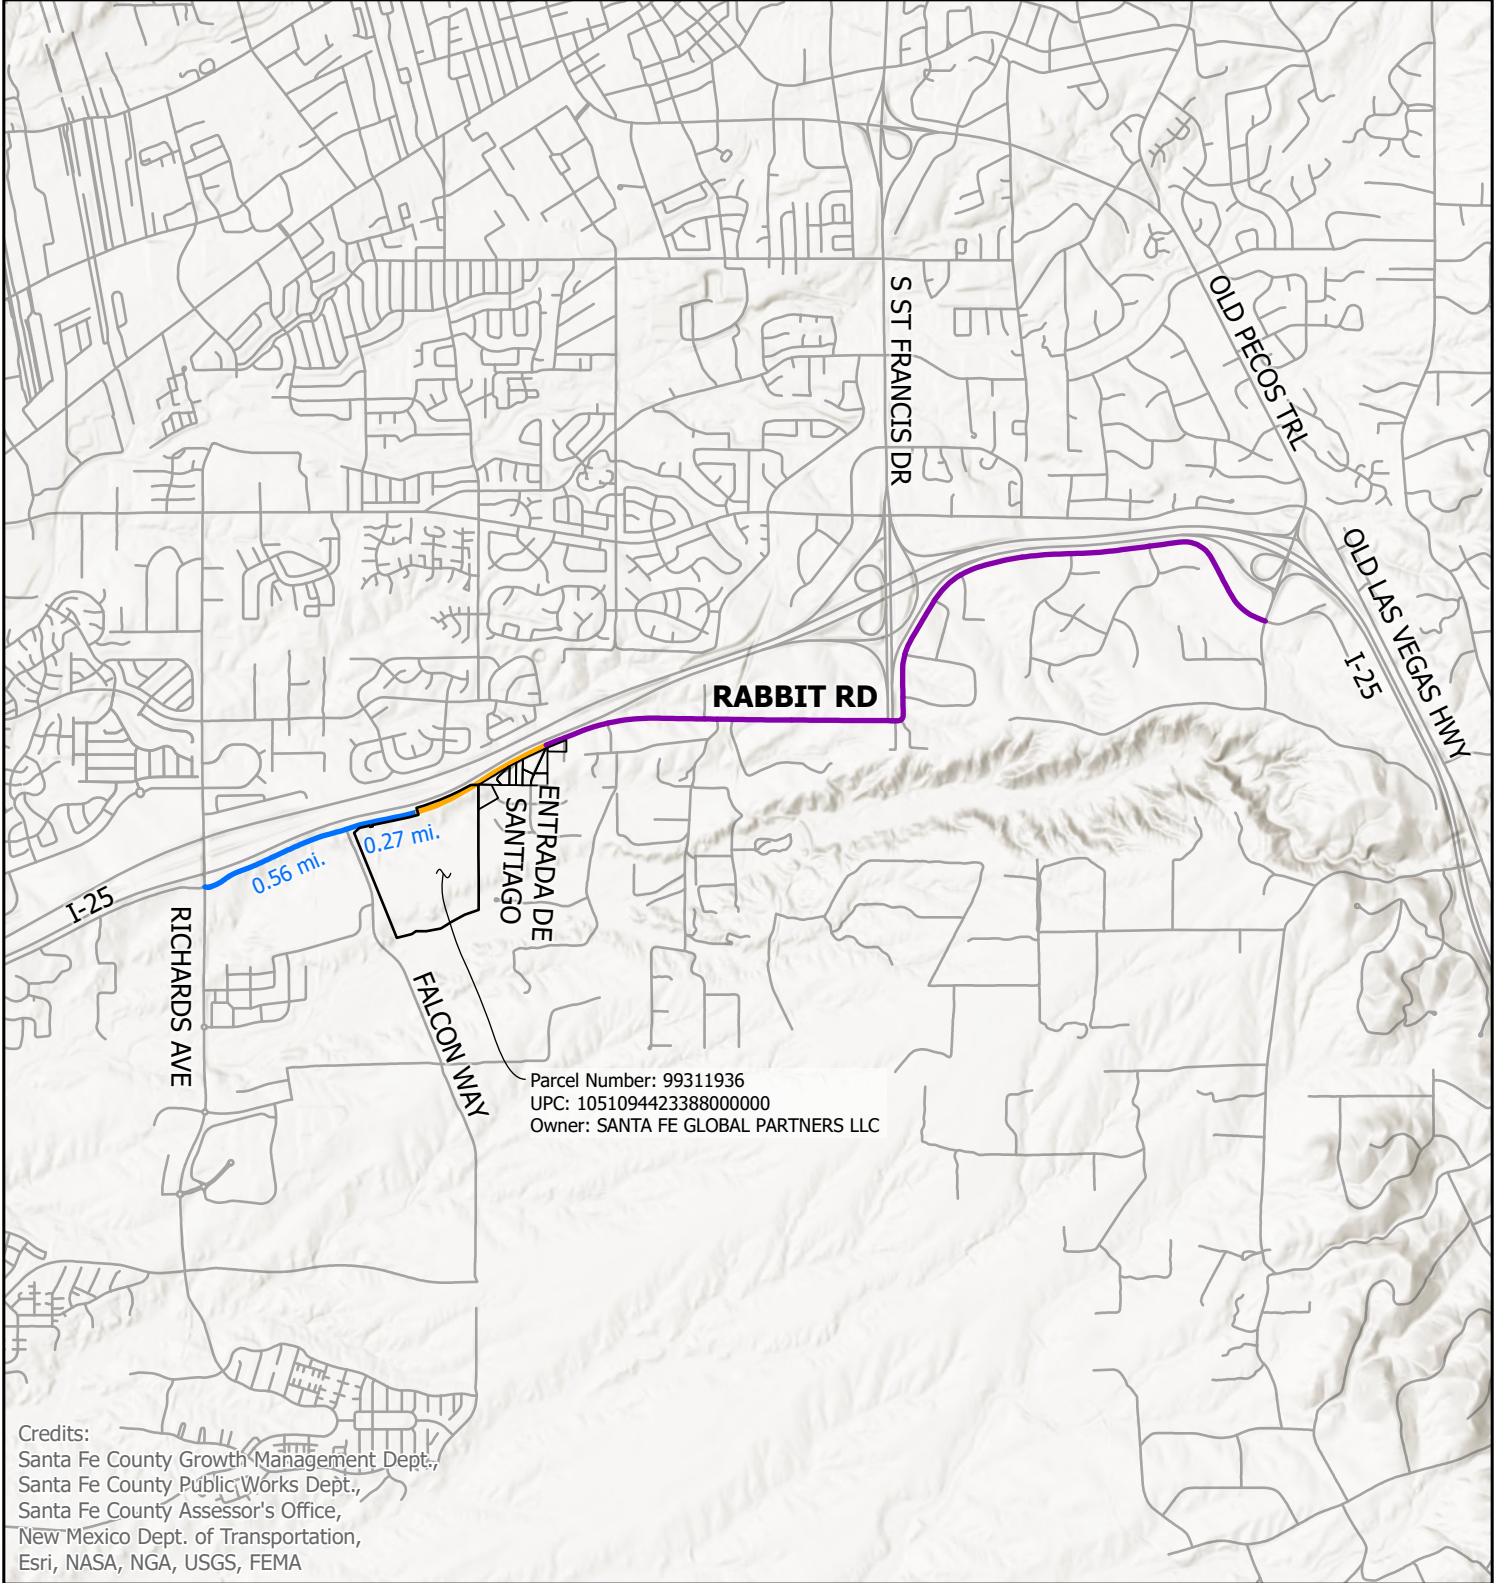 S ST FRANCIS DR
OLD PECOS TRL
OLD LAS VEGAS HWY
I-25
RABBIT RD
ENTRADA DE
SANTIAGO
0.27 mi.
0.56 mi.
I-25
RICHARDS AVE
FALCON WAY
Parcel Number: 99311936
UPC: 1051094423388000000
Owner: SANTA FE GLOBAL PARTNERS LLC
Credits:
Santa Fe County Growth Management Dept.,
Santa Fe County Public Works Dept.,
Santa Fe County Assessor's Office,
New Mexico Dept. of Transportation,
Esri, NASA, NGA, USGS, FEMA